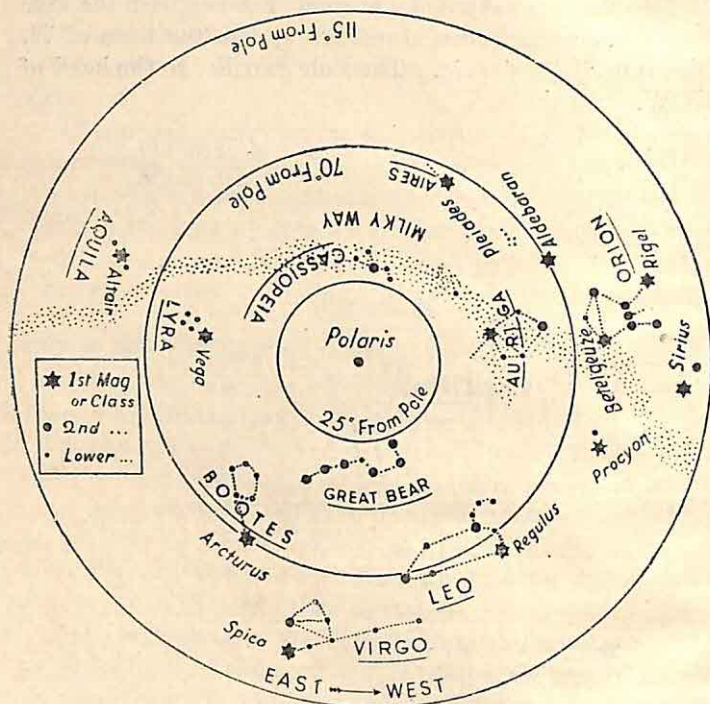 115° From Pole
70° From Pole
AIRES
Pleiades
Aldebaran
MILKY WAY
CASSIOPEIA
AQUILA
Altair
ORION
Rigel
LYRA
Vega
Polaris
AURIGA
Betelgeuze
Sirius
★ 1st Mag
or Class
● 2nd ...
• Lower ...
25° From Pole
Procyon
GREAT BEAR
BOOTES
Arcturus
Regulus
LEO
Spica
VIRGO
EAST → WEST